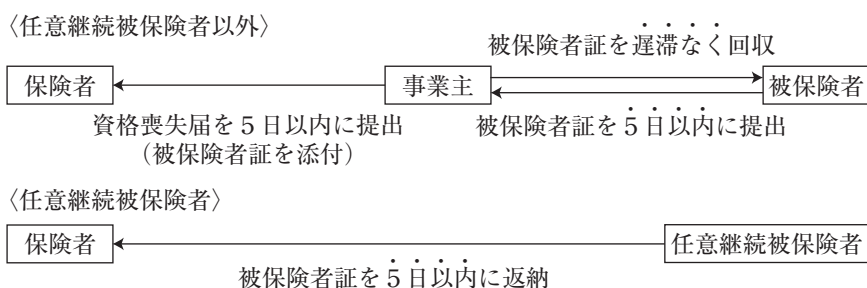 〈任意継続被保険者以外〉
被保険者証を遅滞なく回収
保険者
事業主
被保険者
資格喪失届を5日以内に提出
(被保険者証を添付)
被保険者証を5日以内に提出
〈任意継続被保険者〉
保険者
任意継続被保険者
被保険者証を5日以内に返納